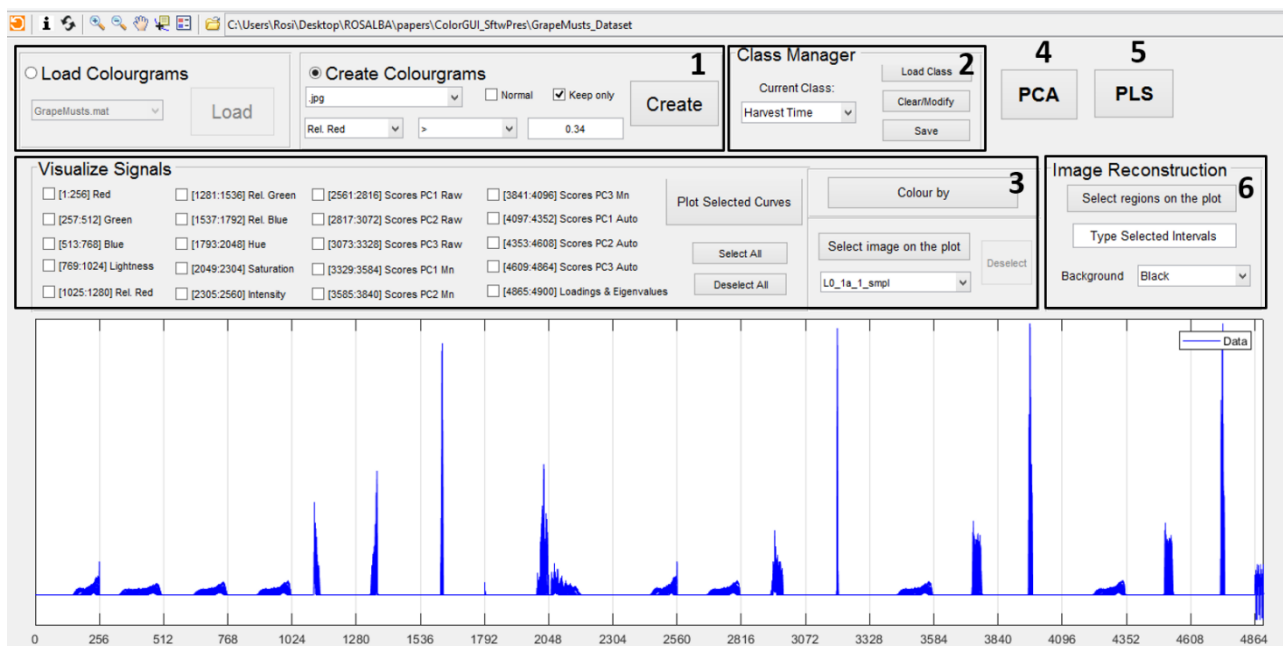 C:\Users\Rosi\Desktop\ROSALBA\papers\ColorGUI_SftwPres\GrapeMusts_Dataset
Load Colourgrams
GrapeMusts.mat
Load
Create Colourgrams
1
.jpg
Normal
Keep only
Create
Rel. Red
>
0.34
Class Manager
2
Current Class:
Harvest Time
Load Class
Clear/Modify
Save
4
PCA
5
PLS
Visualize Signals
[1:256] Red
[257:512] Green
[513:768] Blue
[769:1024] Lightness
[1025:1280] Rel. Red
[1281:1536] Rel. Green
[1537:1792] Rel. Blue
[1793:2048] Hue
[2049:2304] Saturation
[2305:2560] Intensity
[2561:2816] Scores PC1 Raw
[2817:3072] Scores PC2 Raw
[3073:3328] Scores PC3 Raw
[3329:3584] Scores PC1 Mn
[3585:3840] Scores PC2 Mn
[3841:4096] Scores PC3 Mn
[4097:4352] Scores PC1 Auto
[4353:4608] Scores PC2 Auto
[4609:4864] Scores PC3 Auto
[4865:4900] Loadings & Eigenvalues
Plot Selected Curves
Select All
Deselect All
3
Colour by
Select image on the plot
L0_1a_1_smpl
Deselect
Image Reconstruction
6
Select regions on the plot
Type Selected Intervals
Background Black
Data
0 256 512 768 1024 1280 1536 1792 2048 2304 2560 2816 3072 3328 3584 3840 4096 4352 4608 4864